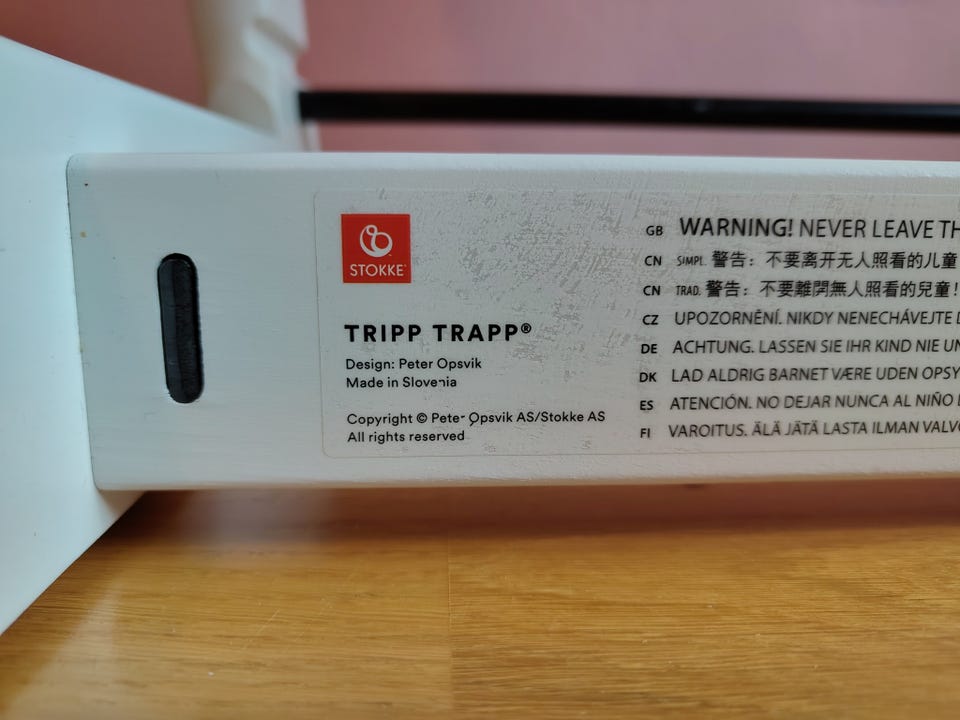 STOKKE
TRIPP TRAPP®
Design: Peter Opsvik
Made in Slovenia
Copyright © Peter Opsvik AS/Stokke AS
All rights reserved
GB WARNING! NEVER LEAVE TH
CN SIMPL. 警告：不要离开无人照看的儿童
CN TRAD. 警告：不要離開無人照看的兒童！
CZ UPOZORNĚNÍ. NIKDY NENECHÁVEJTE D
DE ACHTUNG. LASSEN SIE IHR KIND NIE UN
DK LAD ALDRIG BARNET VÆRE UDEN OPSY
ES ATENCIÓN. NO DEJAR NUNCA AL NIÑO
FI VAROITUS. ÄLÄ JÄTÄ LASTA ILMAN VALVO